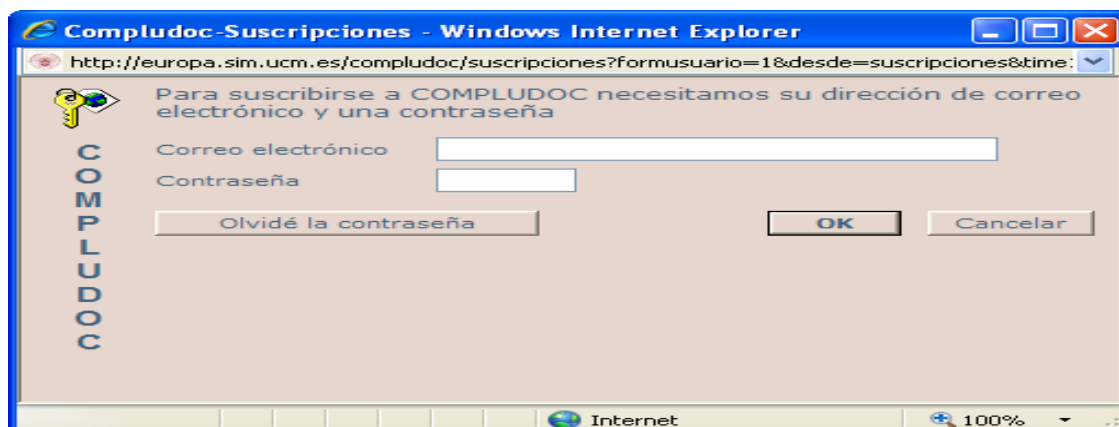 Compludoc-Suscripciones - Windows Internet Explorer
http://europa.sim.ucm.es/compludoc/suscripciones?formusuario=1&desde=suscripciones&time:
Para suscribirse a COMPLUDOC necesitamos su dirección de correo
electrónico y una contraseña
COMPLUDOC
Correo electrónico
Contraseña
Olvidé la contraseña OK Cancelar
Internet 100%